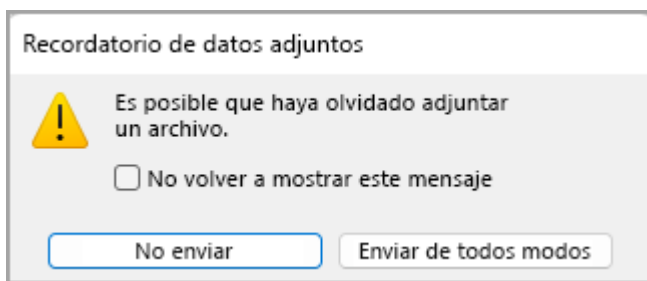 Recordatorio de datos adjuntos
Es posible que haya olvidado adjuntar
un archivo.
No volver a mostrar este mensaje
No enviar
Enviar de todos modos